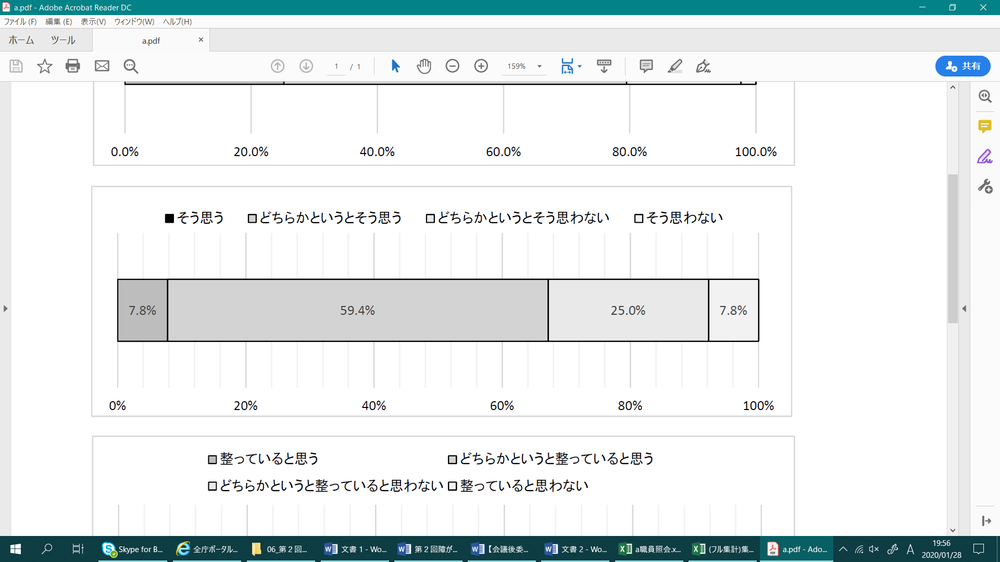 a.pdf - Adobe Acrobat Reader DC
ファイル(F) 編集(E) 表示(V) ウィンドウ(W) ヘルプ(H)
ホーム ツール a.pdf ×
1 / 1 159% 共有
0.0% 20.0% 40.0% 60.0% 80.0% 100.0%
そう思う どちらかというとそう思う どちらかというとそう思わない そう思わない
7.8% 59.4% 25.0% 7.8%
0% 20% 40% 60% 80% 100%
整っていると思う どちらかというと整っていると思う
どちらかというと整っていると思わない 整っていると思わない
Skype for B... 全庁ポータル... 06_第２回... 文書 1 - Wo... 第２回障が... 【会議後委... 文書 2 - Wo... a職員照会.x... (フル集計)集... a.pdf - Ado... A 19:56
2020/01/28